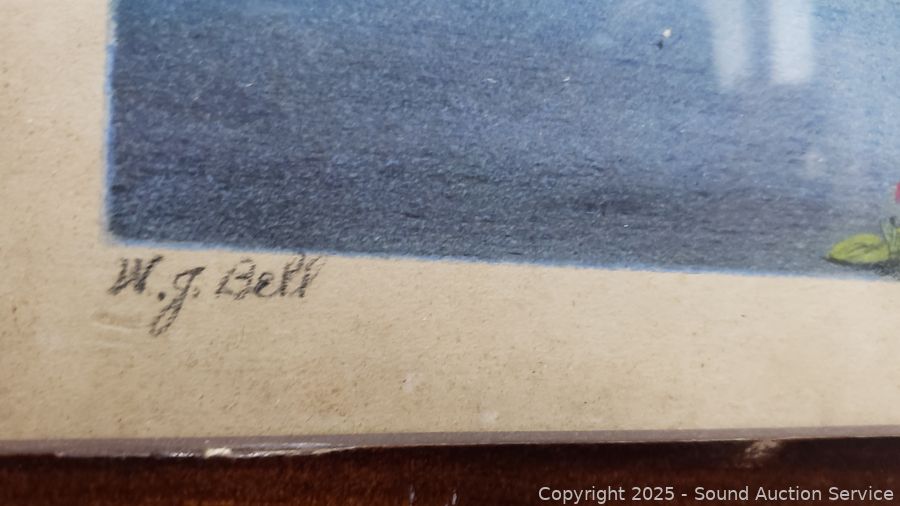 W. J. Bell
Copyright 2025 - Sound Auction Service